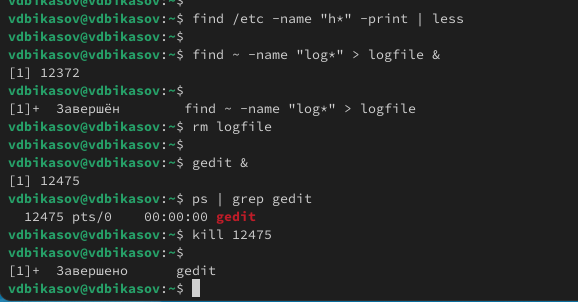 vdbikasov@vdbikasov:~$
vdbikasov@vdbikasov:~$ find /etc -name "h*" -print | less
vdbikasov@vdbikasov:~$
vdbikasov@vdbikasov:~$ find ~ -name "log*" > logfile &
[1] 12372
vdbikasov@vdbikasov:~$
[1]+  Завершён        find ~ -name "log*" > logfile
vdbikasov@vdbikasov:~$ rm logfile
vdbikasov@vdbikasov:~$
vdbikasov@vdbikasov:~$ gedit &
[1] 12475
vdbikasov@vdbikasov:~$ ps | grep gedit
  12475 pts/0    00:00:00 gedit
vdbikasov@vdbikasov:~$ kill 12475
vdbikasov@vdbikasov:~$
[1]+  Завершено      gedit
vdbikasov@vdbikasov:~$